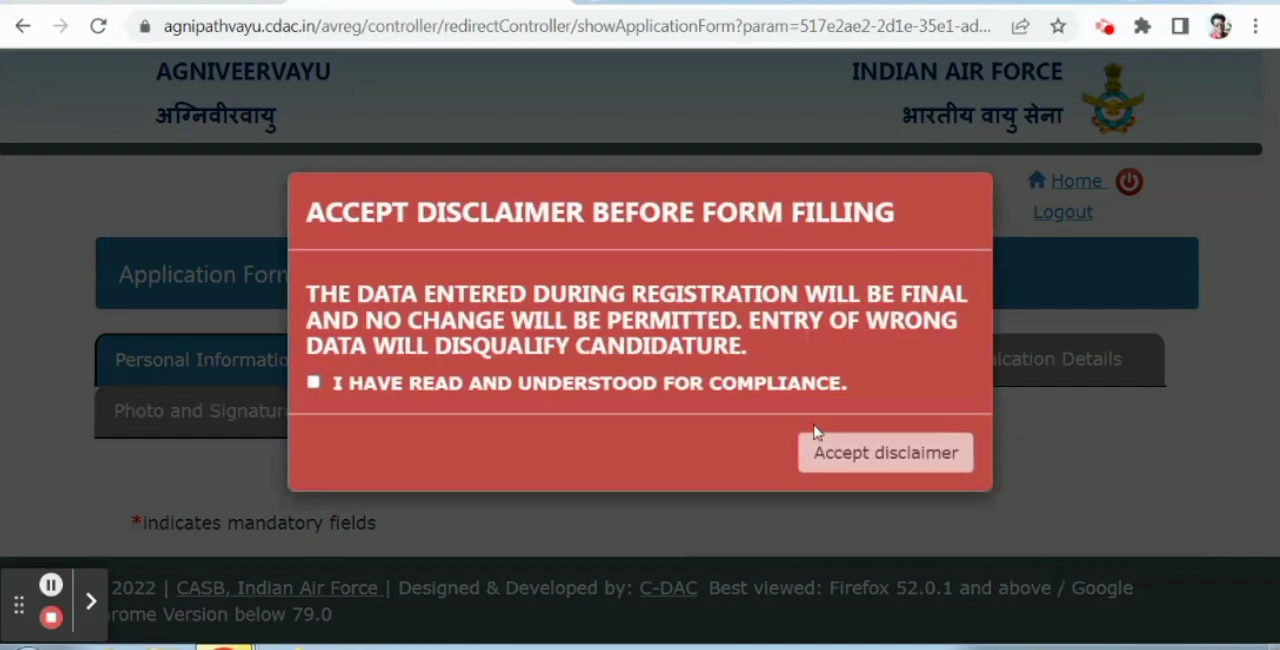 agnipathvayu.cdac.in/avreg/controller/redirectController/showApplicationForm?param=517e2ae2-2d1e-35e1-ad...
AGNIVEERVAYU
INDIAN AIR FORCE
अग्निवीरवायु
भारतीय वायु सेना
Home
Logout
ACCEPT DISCLAIMER BEFORE FORM FILLING
Application Form
THE DATA ENTERED DURING REGISTRATION WILL BE FINAL
AND NO CHANGE WILL BE PERMITTED. ENTRY OF WRONG
DATA WILL DISQUALIFY CANDIDATURE.
Personal Informatio
ication Details
I HAVE READ AND UNDERSTOOD FOR COMPLIANCE.
Photo and Signatur
Accept disclaimer
*indicates mandatory fields
2022 | CASB, Indian Air Force | Designed & Developed by: C-DAC Best viewed: Firefox 52.0.1 and above / Google
rome Version below 79.0